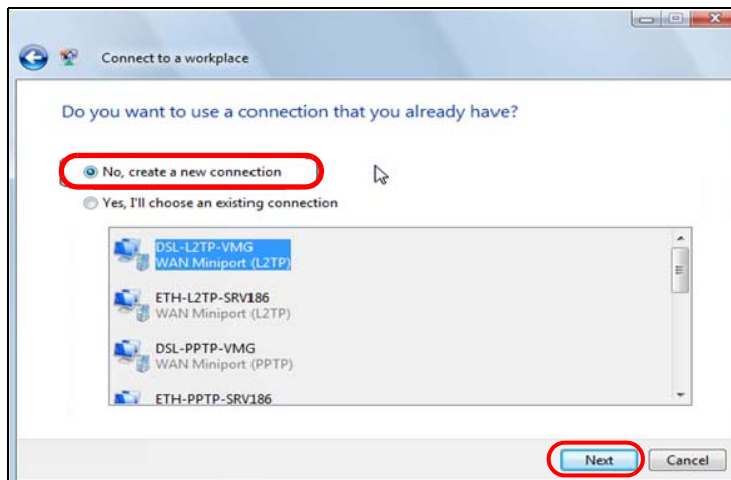 Connect to a workplace
Do you want to use a connection that you already have?
No, create a new connection
Yes, I'll choose an existing connection
DSL-L2TP-VMG
WAN Miniport (L2TP)
ETH-L2TP-SRV186
WAN Miniport (L2TP)
DSL-PPTP-VMG
WAN Miniport (PPTP)
ETH-PPTP-SRV186
Next
Cancel